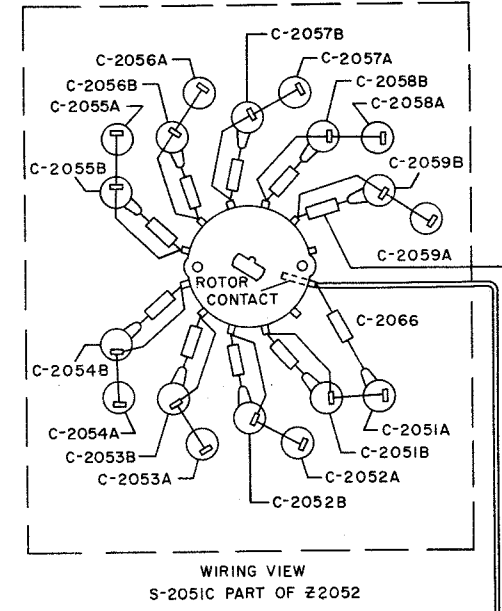 C-2057B
C-2056A
C-2057A
C-2056B
C-2058B
C-2055A
C-2058A
C-2055B
C-2059B
C-2059A
ROTOR
CONTACT
C-2066
C-2054B
C-2054A
C-2051A
C-2053B
C-2051B
C-2053A
C-2052A
C-2052B
WIRING VIEW
S-2051C PART OF Z2052